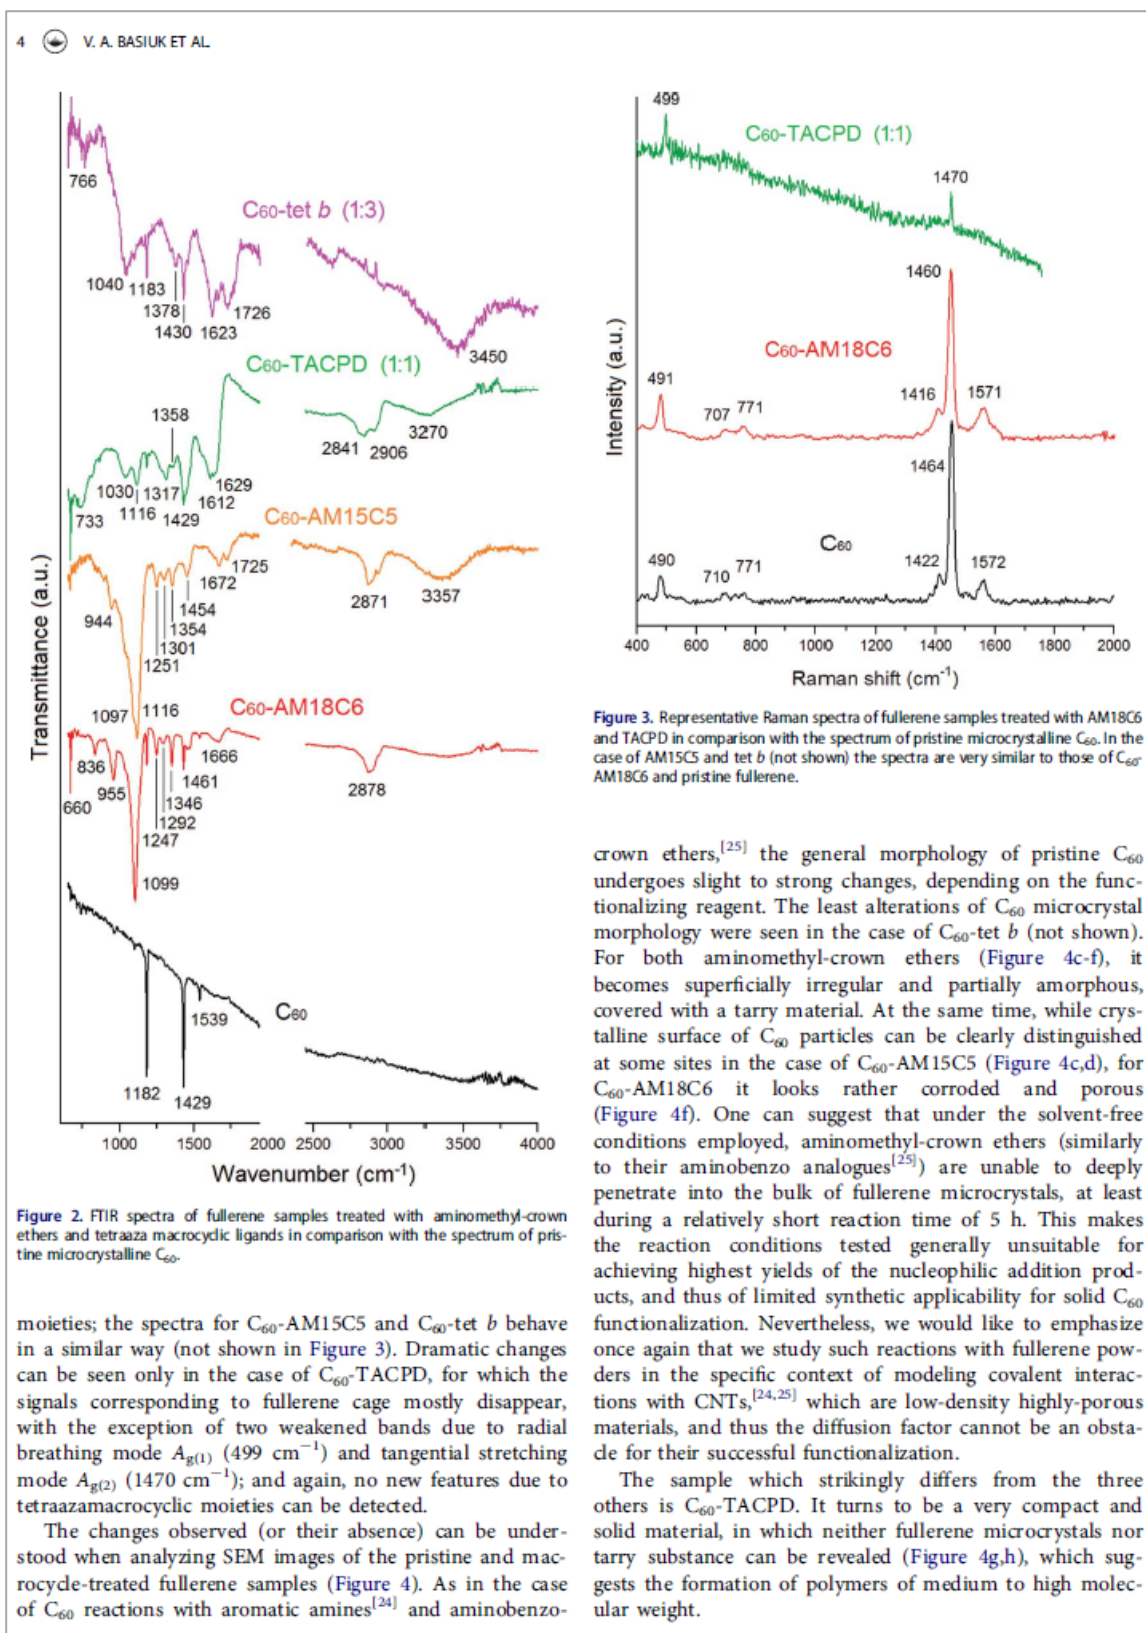 4 V. A. BASIUK ET AL.
766
C60-tet b (1:3)
1040
1183
1378
1430
1623
1726
3450
C60-TACPD (1:1)
1358
2841
2906
3270
733
1030
1116
1317
1429
1612
1629
C60-AM15C5
944
1097
1116
1251
1301
1354
1454
1672
1725
2871
3357
C60-AM18C6
660
836
955
1099
1247
1292
1346
1461
1666
2878
C60
1182
1429
1539
Transmittance (a.u.)
1000 1500 2000 2500 3000 3500 4000
Wavenumber (cm-1)
Figure 2. FTIR spectra of fullerene samples treated with aminomethyl-crown
ethers and tetraaza macrocyclic ligands in comparison with the spectrum of pris-
tine microcrystalline C60.
moieties; the spectra for C60-AM15C5 and C60-tet b behave
in a similar way (not shown in Figure 3). Dramatic changes
can be seen only in the case of C60-TACPD, for which the
signals corresponding to fullerene cage mostly disappear,
with the exception of two weakened bands due to radial
breathing mode Ag(1) (499 cm−1) and tangential stretching
mode Ag(2) (1470 cm−1); and again, no new features due to
tetraazamacrocyclic moieties can be detected.
The changes observed (or their absence) can be under-
stood when analyzing SEM images of the pristine and mac-
rocycle-treated fullerene samples (Figure 4). As in the case
of C60 reactions with aromatic amines[24] and aminobenzo-
499
C60-TACPD (1:1)
1470
1460
C60-AM18C6
491
707
771
1416
1571
1464
C60
490
710
771
1422
1572
Intensity (a.u.)
400 600 800 1000 1200 1400 1600 1800 2000
Raman shift (cm-1)
Figure 3. Representative Raman spectra of fullerene samples treated with AM18C6
and TACPD in comparison with the spectrum of pristine microcrystalline C60. In the
case of AM15C5 and tet b (not shown) the spectra are very similar to those of C60-
AM18C6 and pristine fullerene.
crown ethers,[25] the general morphology of pristine C60
undergoes slight to strong changes, depending on the func-
tionalizing reagent. The least alterations of C60 microcrystal
morphology were seen in the case of C60-tet b (not shown).
For both aminomethyl-crown ethers (Figure 4c-f), it
becomes superficially irregular and partially amorphous,
covered with a tarry material. At the same time, while crys-
talline surface of C60 particles can be clearly distinguished
at some sites in the case of C60-AM15C5 (Figure 4c,d), for
C60-AM18C6 it looks rather corroded and porous
(Figure 4f). One can suggest that under the solvent-free
conditions employed, aminomethyl-crown ethers (similarly
to their aminobenzo analogues[25]) are unable to deeply
penetrate into the bulk of fullerene microcrystals, at least
during a relatively short reaction time of 5 h. This makes
the reaction conditions tested generally unsuitable for
achieving highest yields of the nucleophilic addition prod-
ucts, and thus of limited synthetic applicability for solid C60
functionalization. Nevertheless, we would like to emphasize
once again that we study such reactions with fullerene pow-
ders in the specific context of modeling covalent interac-
tions with CNTs,[24,25] which are low-density highly-porous
materials, and thus the diffusion factor cannot be an obsta-
cle for their successful functionalization.
The sample which strikingly differs from the three
others is C60-TACPD. It turns to be a very compact and
solid material, in which neither fullerene microcrystals nor
tarry substance can be revealed (Figure 4g,h), which sug-
gests the formation of polymers of medium to high molec-
ular weight.